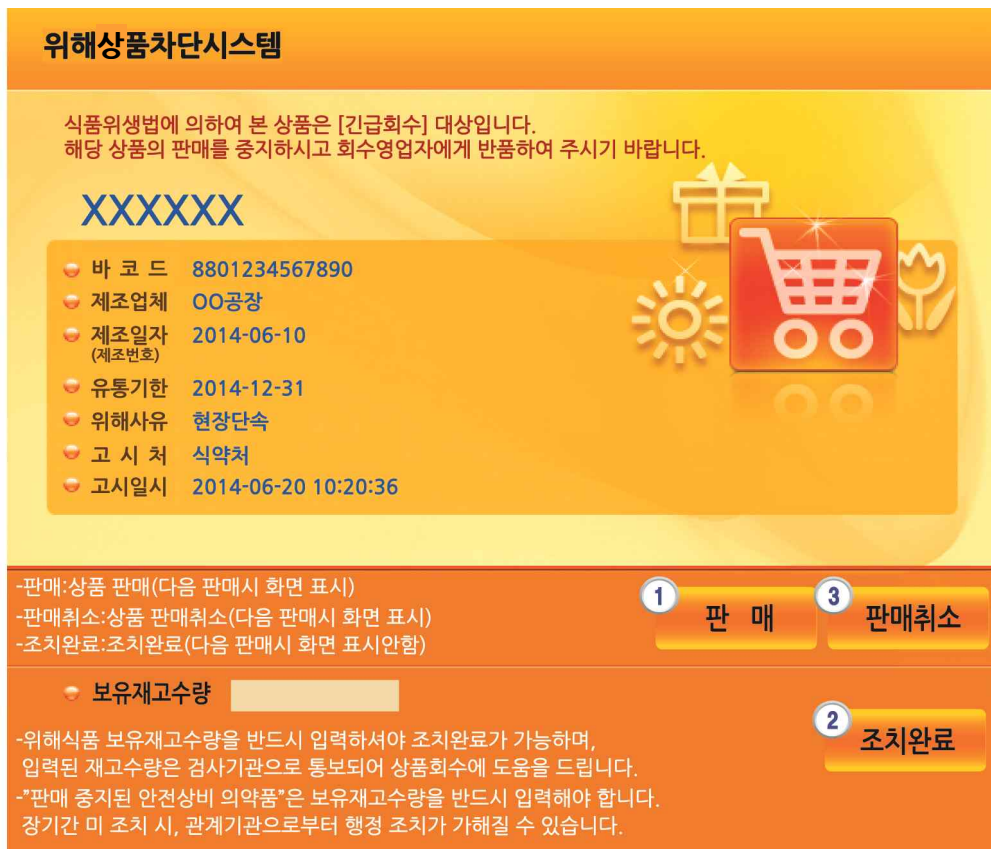 위해상품차단시스템
식품위생법에 의하여 본 상품은 [긴급회수] 대상입니다.
해당 상품의 판매를 중지하시고 회수영업자에게 반품하여 주시기 바랍니다.
XXXXXX
바 코 드 8801234567890
제조업체 OO공장
제조일자 2014-06-10
(제조번호)
유통기한 2014-12-31
위해사유 현장단속
고 시 처 식약처
고시일시 2014-06-20 10:20:36
-판매:상품 판매(다음 판매시 화면 표시)
-판매취소:상품 판매취소(다음 판매시 화면 표시)
-조치완료:조치완료(다음 판매시 화면 표시안함)
1 판 매
3 판매취소
보유재고수량
2 조치완료
-위해식품 보유재고수량을 반드시 입력하셔야 조치완료가 가능하며,
입력된 재고수량은 검사기관으로 통보되어 상품회수에 도움을 드립니다.
-"판매 중지된 안전상비 의약품"은 보유재고수량을 반드시 입력해야 합니다.
장기간 미 조치 시, 관계기관으로부터 행정 조치가 가해질 수 있습니다.